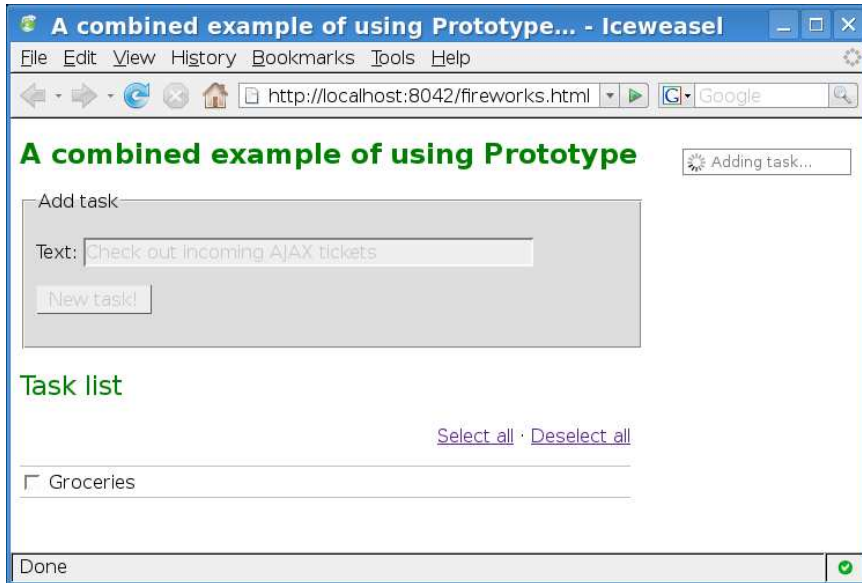 A combined example of using Prototype... - Iceweasel
File Edit View History Bookmarks Tools Help
http://localhost:8042/fireworks.html G Google
A combined example of using Prototype
Adding task...
Add task
Text: Check out incoming AJAX tickets
New task!
Task list
Select all · Deselect all
Groceries
Done